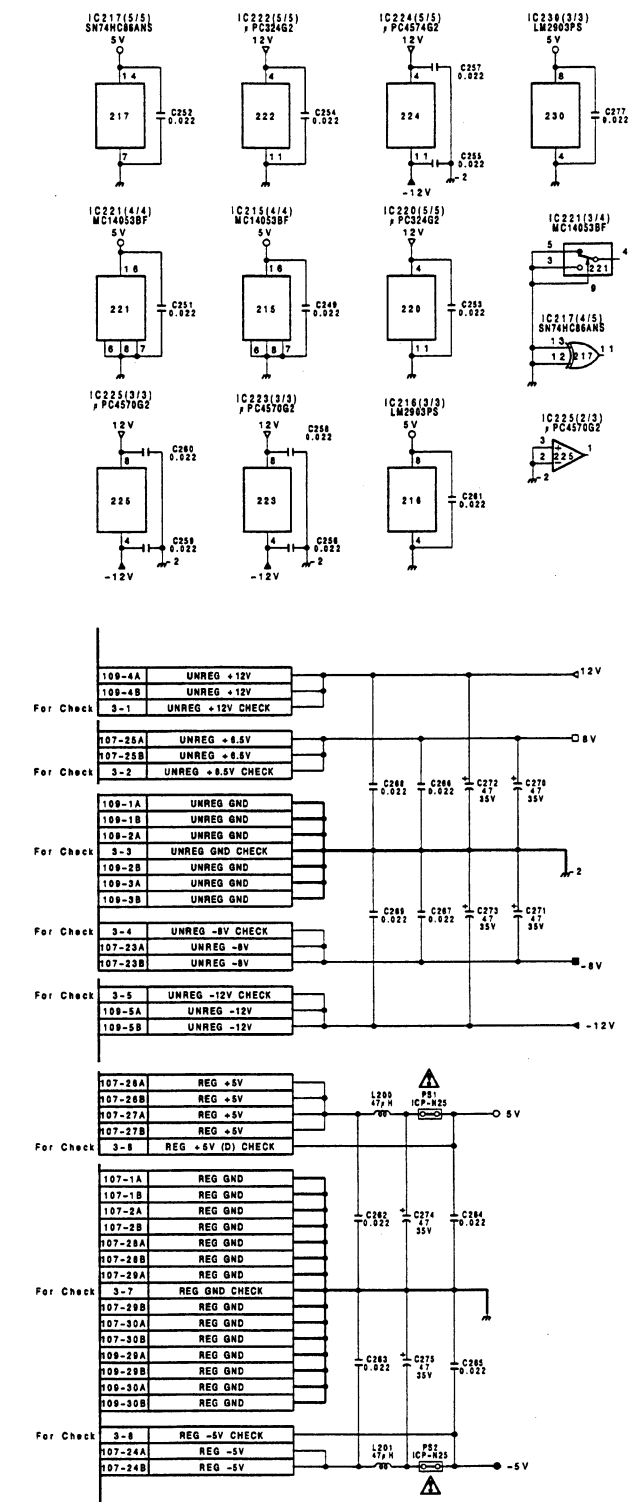 IC217(5/5)
SN74HC86ANS
5V
14
217
C252
0.022
7
IC222(5/5)
μPC324G2
12V
4
222
C254
0.022
11
IC224(5/5)
μPC4574G2
12V
C257
0.022
4
224
11
C255
0.022
2
-12V
IC230(3/3)
LM2903PS
5V
8
230
C277
0.022
4
IC221(4/4)
MC14053BF
5V
16
221
C251
0.022
6 8 7
IC215(4/4)
MC14053BF
5V
16
215
C249
0.022
6 8 7
IC220(5/5)
μPC324G2
12V
4
220
C253
0.022
11
IC221(3/4)
MC14053BF
5
4
3
221
9
IC217(4/5)
SN74HC86ANS
13
11
12
217
IC225(3/3)
μPC4570G2
12V
C260
0.022
8
225
4
C259
0.022
2
-12V
IC223(3/3)
μPC4570G2
12V
C258
0.022
8
223
4
C256
0.022
2
-12V
IC216(3/3)
LM2903PS
5V
8
216
C261
0.022
4
IC225(2/3)
μPC4570G2
3
+
1
2
-
225
2
109-4A UNREG +12V 12V
109-4B UNREG +12V
For Check 3-1 UNREG +12V CHECK
107-25A UNREG +8.5V 8V
107-25B UNREG +8.5V
For Check 3-2 UNREG +8.5V CHECK
C268
0.022
C266
0.022
+ C272
47
35V
+ C270
47
35V
109-1A UNREG GND
109-1B UNREG GND
109-2A UNREG GND
For Check 3-3 UNREG GND CHECK
109-2B UNREG GND
109-3A UNREG GND
109-3B UNREG GND
2
C269
0.022
C267
0.022
+ C273
47
35V
+ C271
47
35V
For Check 3-4 UNREG -8V CHECK
107-23A UNREG -8V
107-23B UNREG -8V -8V
For Check 3-5 UNREG -12V CHECK
109-5A UNREG -12V
109-5B UNREG -12V -12V
107-26A REG +5V
107-26B REG +5V
107-27A REG +5V
L200
47μH
PS1
ICP-N25
5V
107-27B REG +5V
For Check 3-6 REG +5V (D) CHECK
107-1A REG GND
107-1B REG GND
107-2A REG GND
107-2B REG GND
107-28A REG GND
107-28B REG GND
107-29A REG GND
C262
0.022
+ C274
47
35V
C264
0.022
For Check 3-7 REG GND CHECK
107-29B REG GND
107-30A REG GND
107-30B REG GND
109-29A REG GND
109-29B REG GND
109-30A REG GND
109-30B REG GND
C263
0.022
+ C275
47
35V
C265
0.022
For Check 3-8 REG -5V CHECK
107-24A REG -5V
107-24B REG -5V
L201
47μH
PS2
ICP-N25
-5V